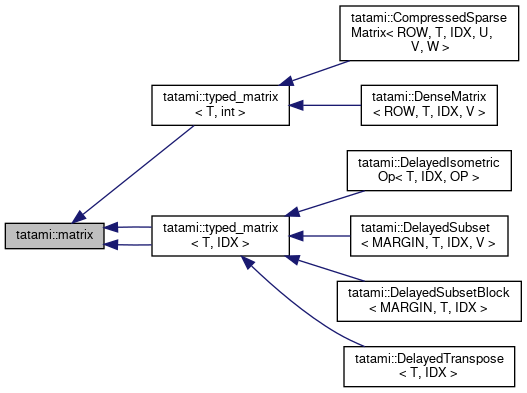 tatami::CompressedSparse
Matrix< ROW, T, IDX, U,
V, W >
tatami::typed_matrix
< T, int >
tatami::DenseMatrix
< ROW, T, IDX, V >
tatami::DelayedIsometric
Op< T, IDX, OP >
tatami::matrix
tatami::typed_matrix
< T, IDX >
tatami::DelayedSubset
< MARGIN, T, IDX, V >
tatami::DelayedSubsetBlock
< MARGIN, T, IDX >
tatami::DelayedTranspose
< T, IDX >